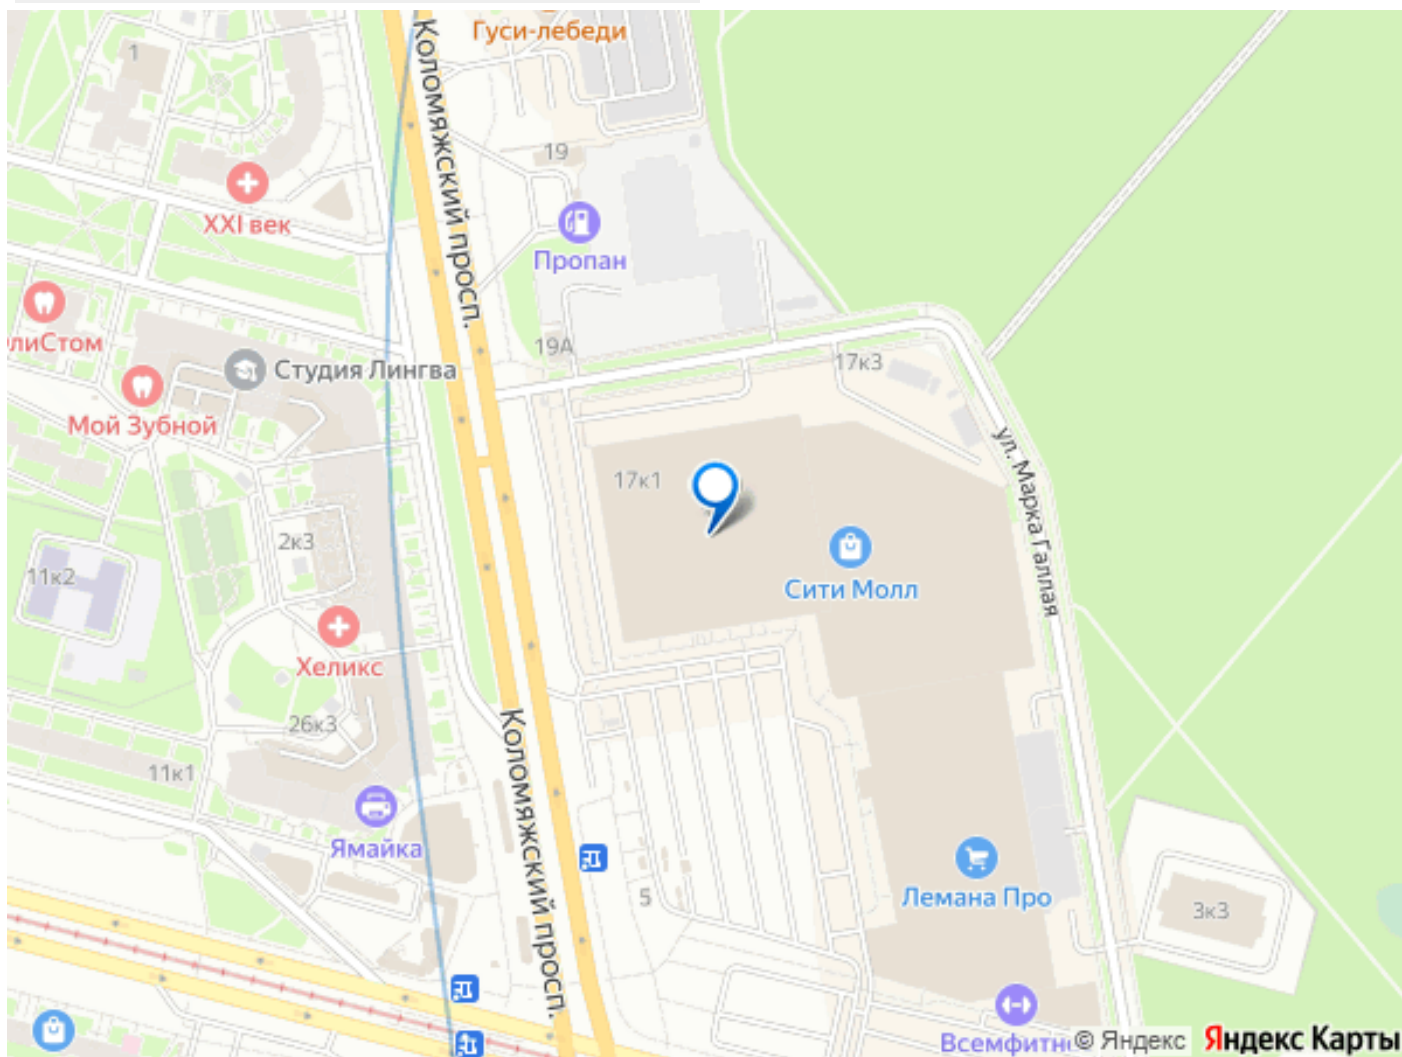 Гуси-лебеди
1
Коломяжский просп.
19
XXI век
Пропан
лиСтом
19А
17к3
Студия Лингва
Мой Зубной
ул. Марка Галлая
17к1
2к3
Сити Молл
11к2
Хеликс
26к3
Коломяжский просп.
11к1
Ямайка
Лемана Про
5
3к3
Всемфитн
© Яндекс
Яндекс Карты